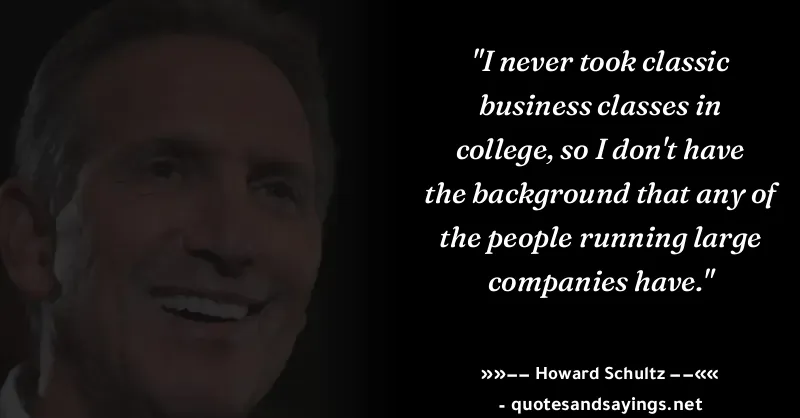 "I never took classic
business classes in
college, so I don't have
the background that any of
the people running large
companies have."
»»–– Howard Schultz ––««
- quotesandsayings.net